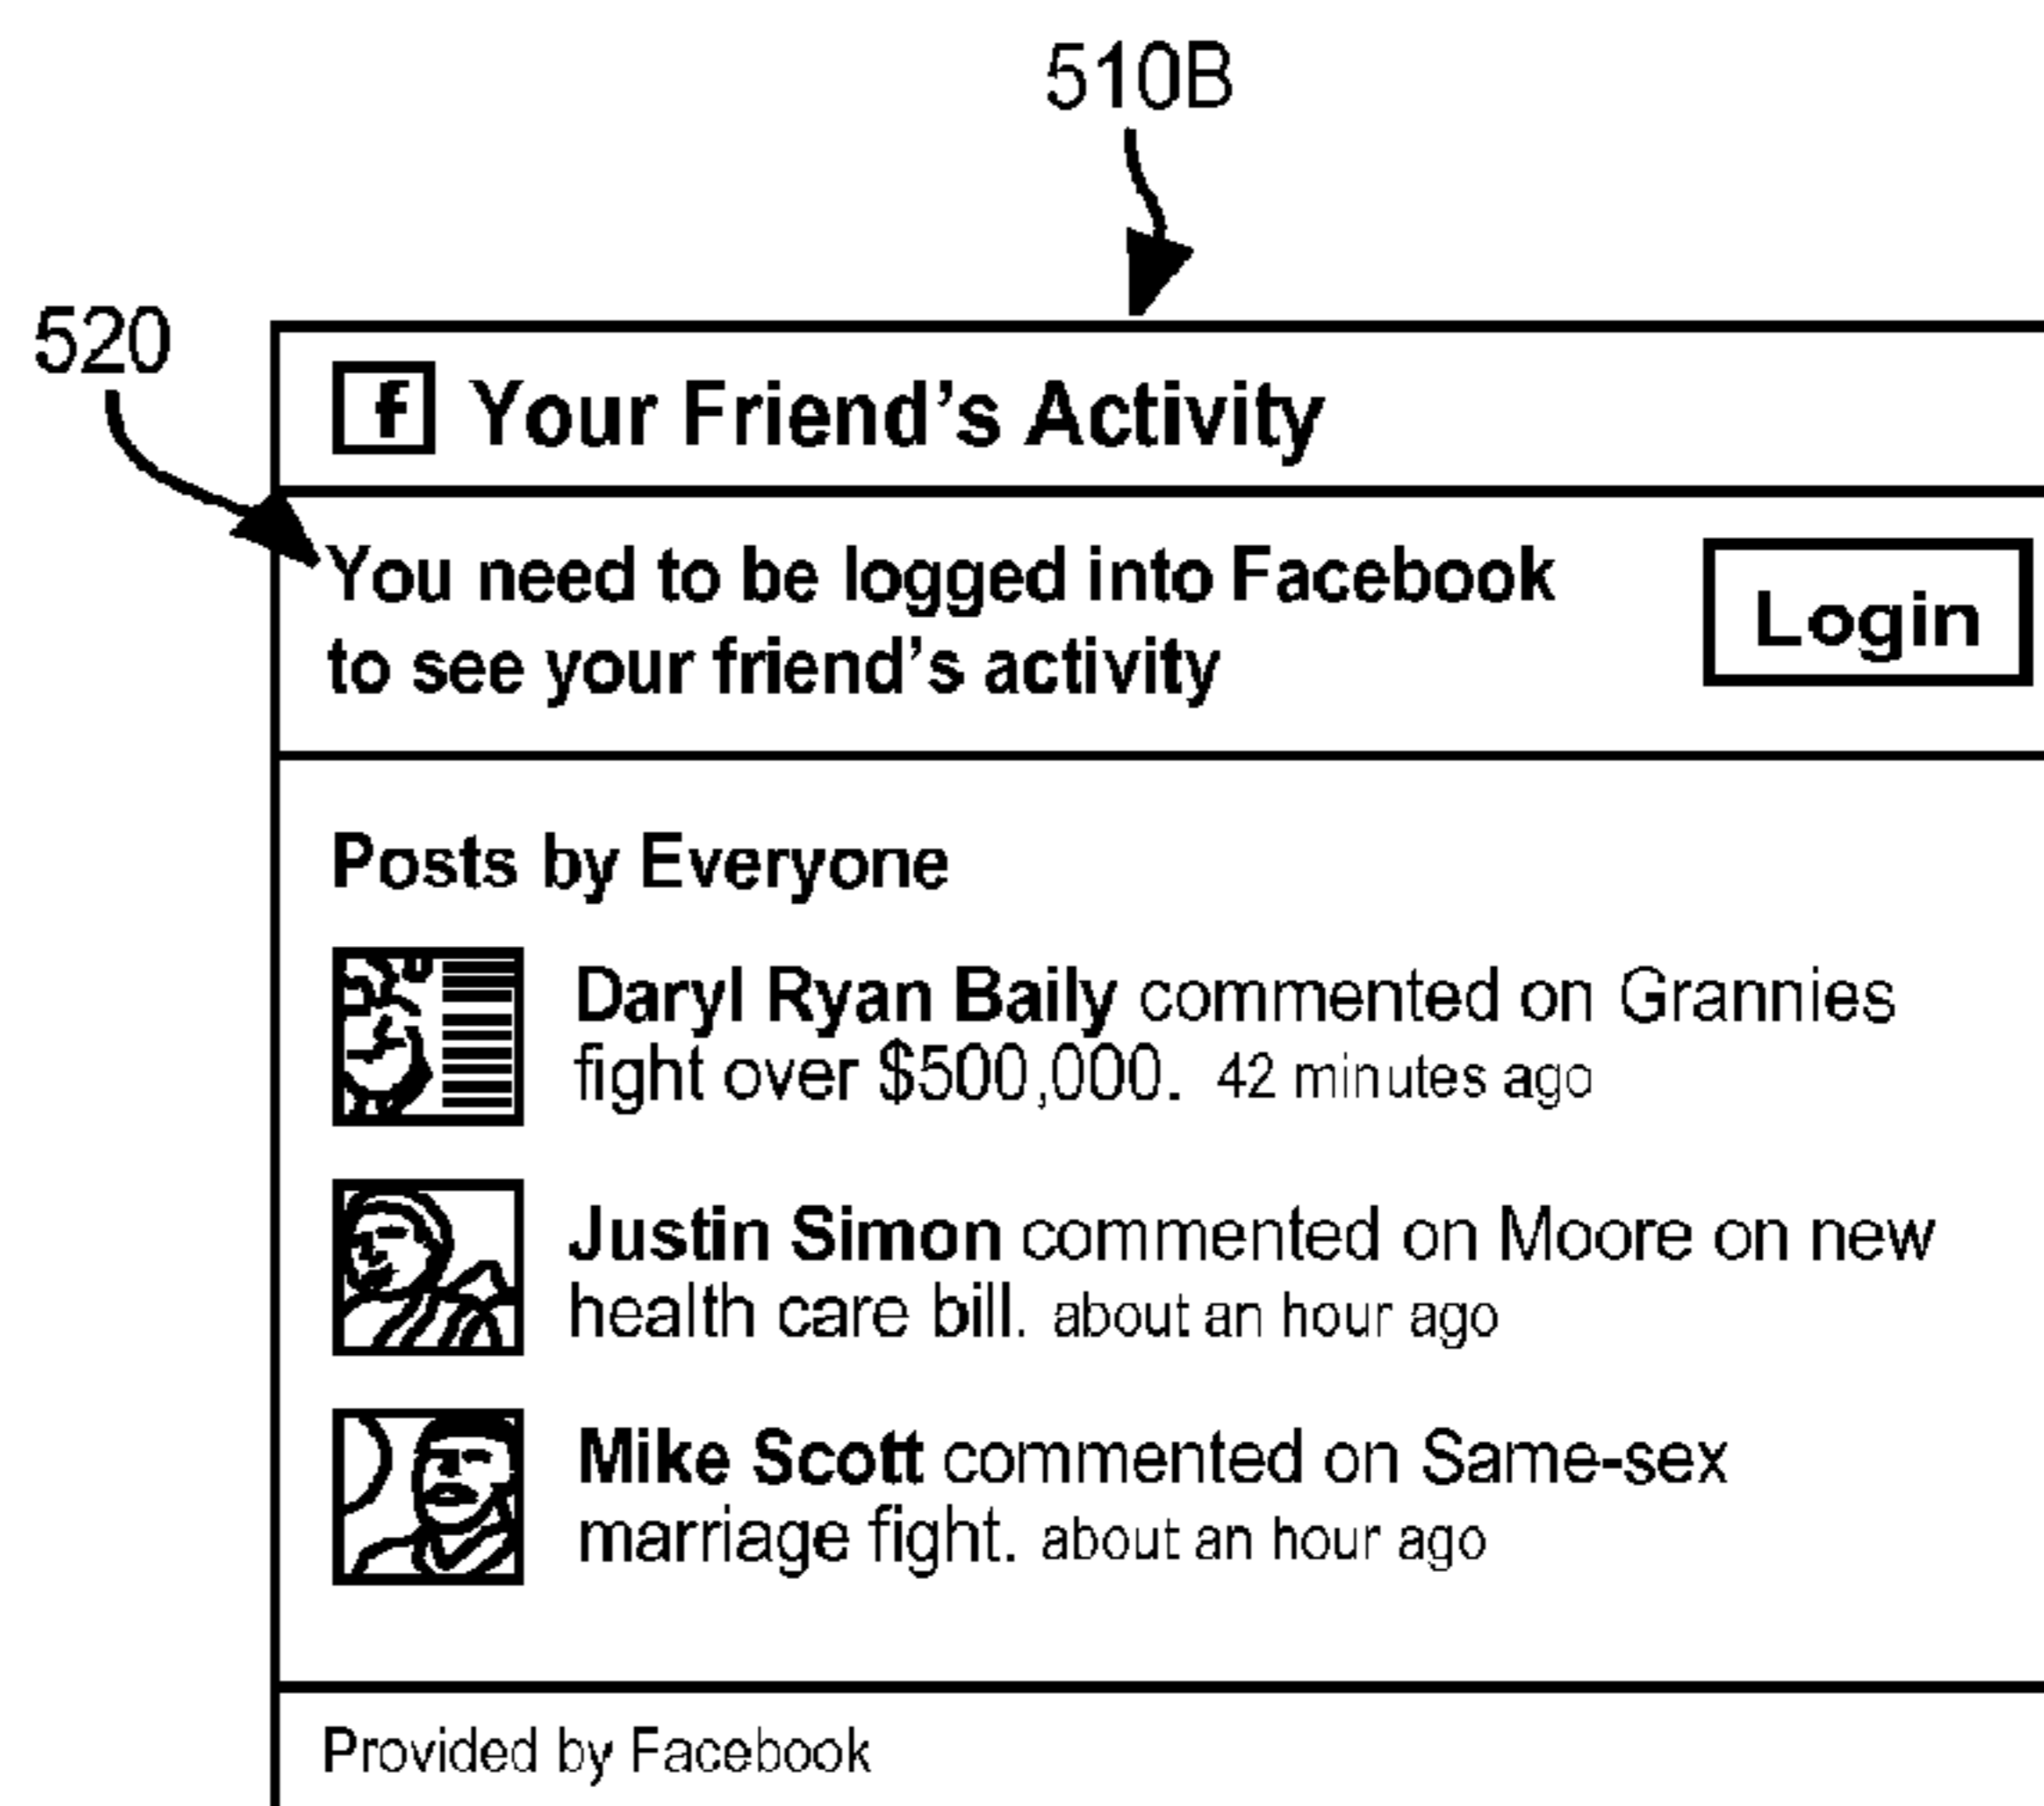 510B
520
f Your Friend's Activity
You need to be logged into Facebook
to see your friend's activity
Login
Posts by Everyone
Daryl Ryan Baily commented on Grannies
fight over $500,000. 42 minutes ago
Justin Simon commented on Moore on new
health care bill. about an hour ago
Mike Scott commented on Same-sex
marriage fight. about an hour ago
Provided by Facebook